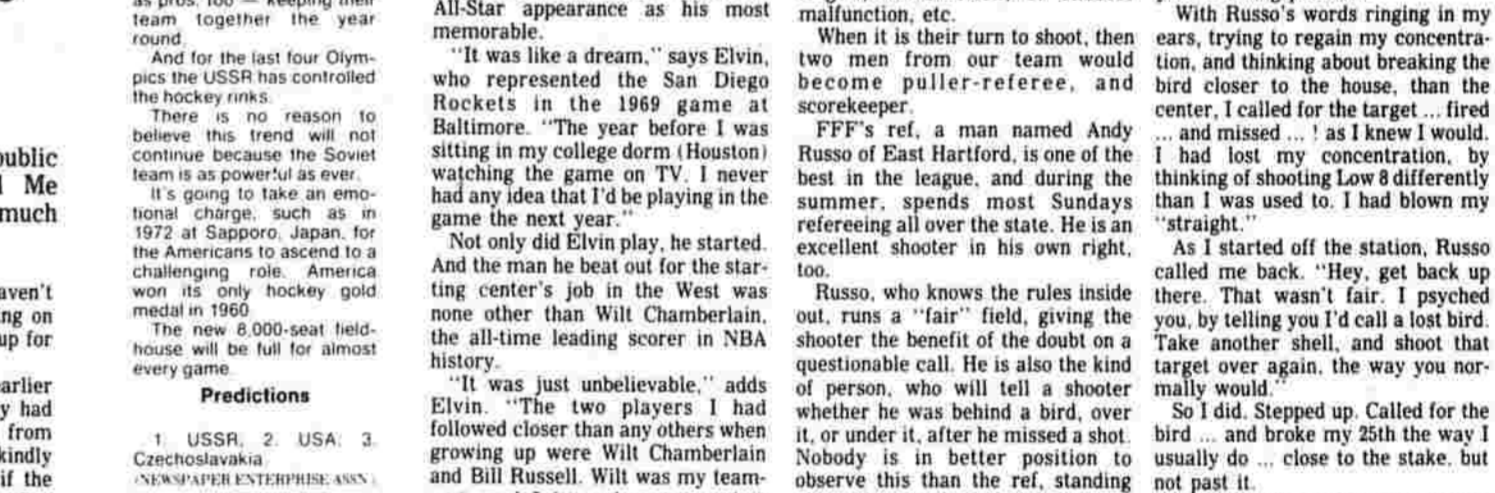 public
Me
much
aven't
ng on
up for
arlier
y had
from
kindly
if the
as pros, too — keeping their
team together the year
round.
And for the last four Olym-
pics the USSR has controlled
the hockey rinks.
There is no reason to
believe this trend will not
continue because the Soviet
team is as powerful as ever.
It's going to take an emo-
tional charge, such as in
1972 at Sapporo, Japan, for
the Americans to ascend to a
challenging role. America
won its only hockey gold
medal in 1960.
The new 8,000-seat field-
house will be full for almost
every game.
Predictions
1. USSR, 2. USA, 3.
Czechoslavakia.
(NEWSPAPER ENTERPRISE ASSN.)
All-Star appearance as his most
memorable.
"It was like a dream," says Elvin,
who represented the San Diego
Rockets in the 1969 game at
Baltimore. "The year before I was
sitting in my college dorm (Houston)
watching the game on TV. I never
had any idea that I'd be playing in the
game the next year."
Not only did Elvin play, he started.
And the man he beat out for the star-
ting center's job in the West was
none other than Wilt Chamberlain,
the all-time leading scorer in NBA
history.
"It was just unbelievable," adds
Elvin. "The two players I had
followed closer than any others when
growing up were Wilt Chamberlain
and Bill Russell. Wilt was my team-
malfunction, etc.
When it is their turn to shoot, then
two men from our team would
become puller-referee, and
scorekeeper.
FFF's ref, a man named Andy
Russo of East Hartford, is one of the
best in the league, and during the
summer, spends most Sundays
refereeing all over the state. He is an
excellent shooter in his own right,
too.
Russo, who knows the rules inside
out, runs a "fair" field, giving the
shooter the benefit of the doubt on a
questionable call. He is also the kind
of person, who will tell a shooter
whether he was behind a bird, over
it, or under it, after he missed a shot.
Nobody is in better position to
observe this than the ref, standing
With Russo's words ringing in my
ears, trying to regain my concentra-
tion, and thinking about breaking the
bird closer to the house, than the
center, I called for the target ... fired
... and missed ... ! as I knew I would.
I had lost my concentration, by
thinking of shooting Low 8 differently
than I was used to. I had blown my
"straight."
As I started off the station, Russo
called me back. "Hey, get back up
there. That wasn't fair. I psyched
you, by telling you I'd call a lost bird.
Take another shell, and shoot that
target over again, the way you nor-
mally would."
So I did. Stepped up. Called for the
bird ... and broke my 25th the way I
usually do ... close to the stake, but
not past it.